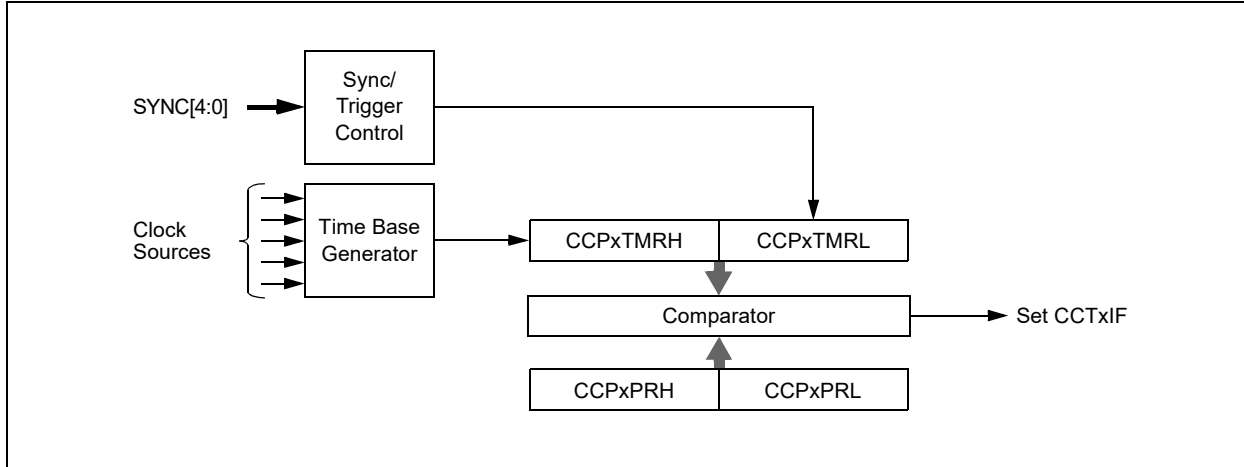 SYNC[4:0]
Sync/
Trigger
Control
Clock
Sources
Time Base
Generator
CCPxTMRH
CCPxTMRL
Comparator
Set CCTxIF
CCPxPRH
CCPxPRL